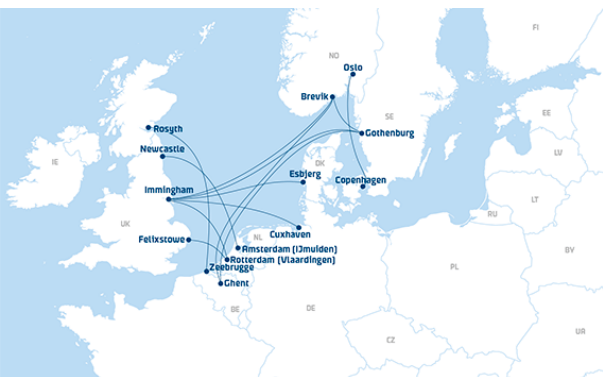 FI
NO
Oslo
Brevik
SE
EE
Rosyth
Gothenburg
Newcastle
LV
IE
DK
Esbjerg
Copenhagen
Immingham
LT
RU
UK
Cuxhaven
Felixstowe
NL
Amsterdam (IJmuiden)
BY
Rotterdam (Vlaardingen)
Zeebrugge
PL
Ghent
BE
DE
UA
CZ